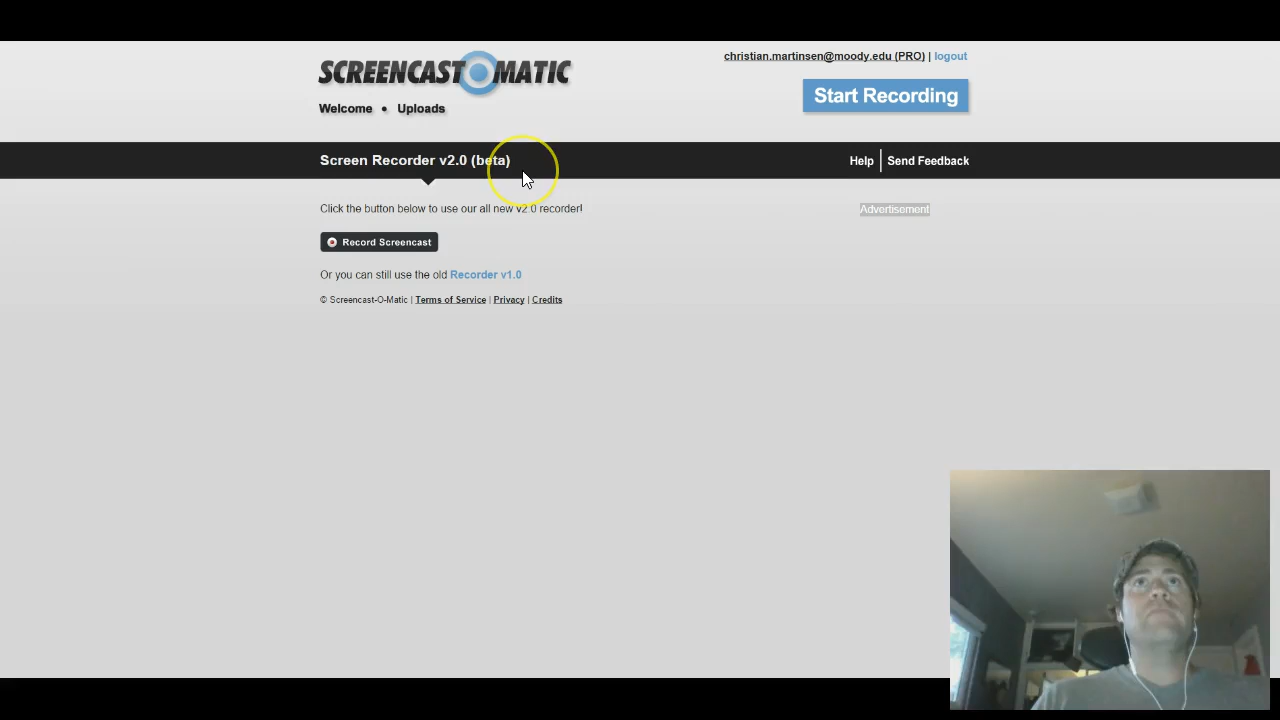 SCREENCAST O MATIC
christian.martinsen@moody.edu (PRO) | logout
Start Recording
Welcome • Uploads
Screen Recorder v2.0 (beta)
Help | Send Feedback
Click the button below to use our all new v2.0 recorder!
Advertisement
Record Screencast
Or you can still use the old Recorder v1.0
© Screencast-O-Matic | Terms of Service | Privacy | Credits